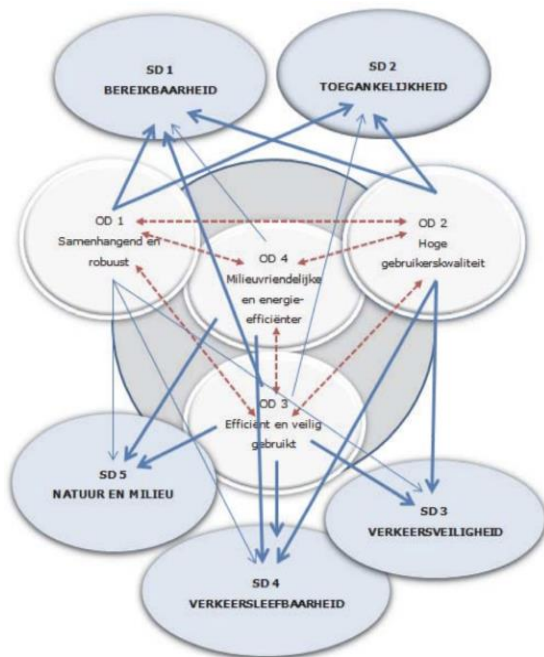 SD 1
BEREIKBAARHEID
SD 2
TOEGANKELIJKHEID
OD 1
Samenhangend en
robuust
OD 2
Hoge
gebruikerskwaliteit
OD 4
Milieuvriendelijke
en energie-
efficiënter
OD 3
Efficiënt en veilig
gebruikt
SD 5
NATUUR EN MILIEU
SD 3
VERKEERSVEILIGHEID
SD 4
VERKEERSLEEFBAARHEID